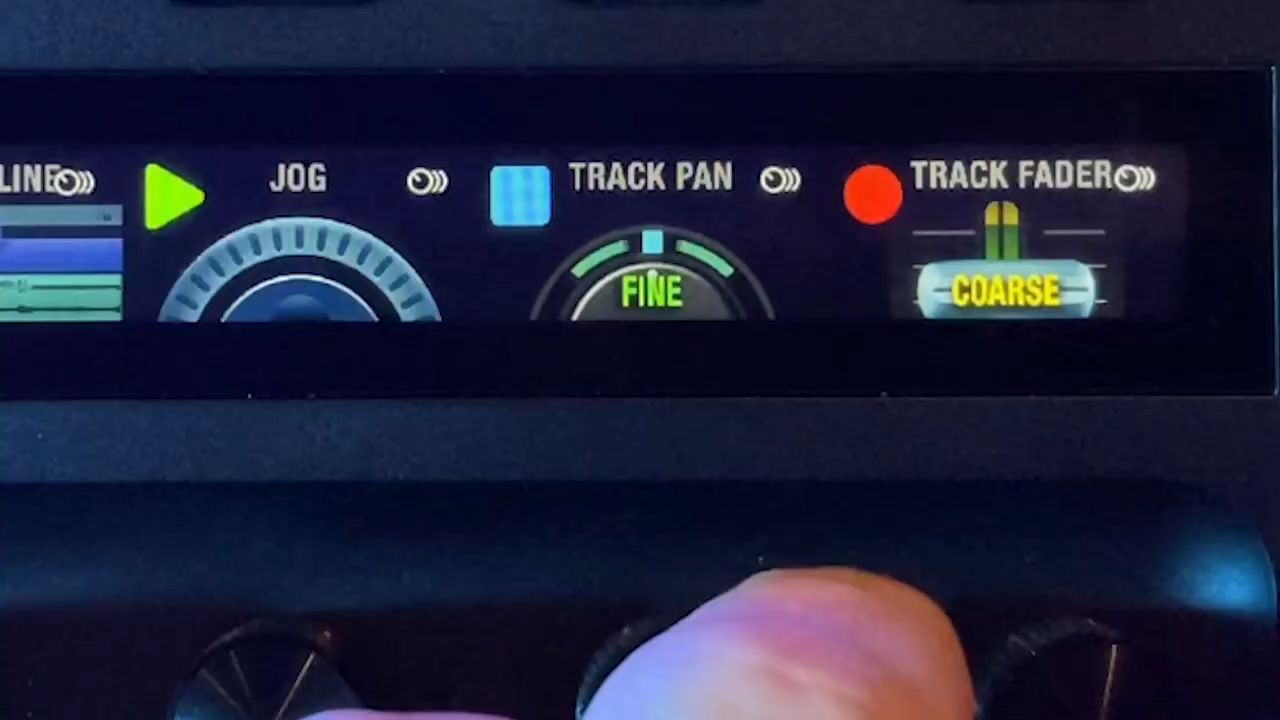 LINE
JOG
TRACK PAN
TRACK FADER
FINE
COARSE